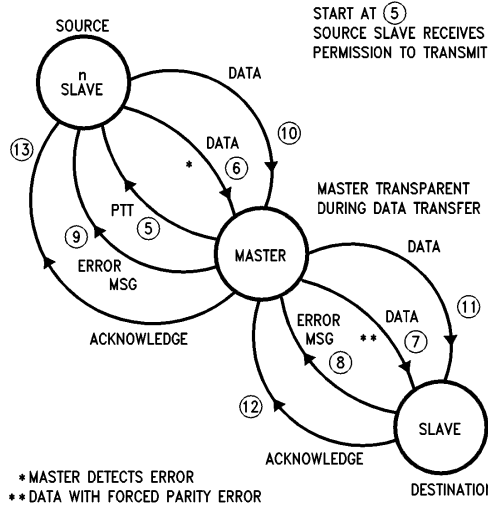 START AT 5
SOURCE SLAVE RECEIVES
PERMISSION TO TRANSMIT
SOURCE
n
SLAVE
DATA
10
13
DATA
*
6
PTT
5
9
ERROR
MSG
ACKNOWLEDGE
MASTER
MASTER TRANSPARENT
DURING DATA TRANSFER
DATA
11
ERROR
MSG
**
DATA
7
8
12
ACKNOWLEDGE
SLAVE
DESTINATION
* MASTER DETECTS ERROR
** DATA WITH FORCED PARITY ERROR